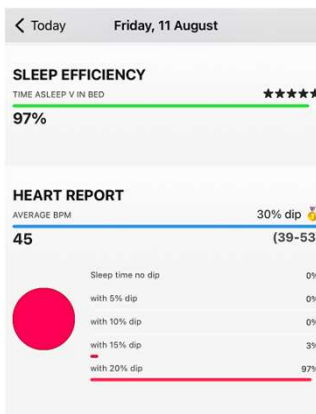 Today Friday, 11 August
SLEEP EFFICIENCY
TIME ASLEEP V IN BED ★★★★★
97%
HEART REPORT
AVERAGE BPM 30% dip
45 (39-53
Sleep time no dip 0%
with 5% dip 0%
with 10% dip 0%
with 15% dip 3%
with 20% dip 97%